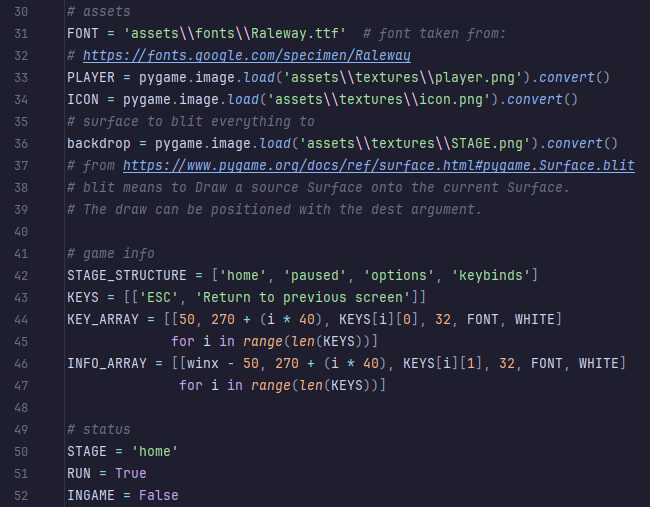 30 # assets
31 FONT = 'assets\\fonts\\Raleway.ttf'  # font taken from:
32 # https://fonts.google.com/specimen/Raleway
33 PLAYER = pygame.image.load('assets\\textures\\player.png').convert()
34 ICON = pygame.image.load('assets\\textures\\icon.png').convert()
35 # surface to blit everything to
36 backdrop = pygame.image.load('assets\\textures\\STAGE.png').convert()
37 # from https://www.pygame.org/docs/ref/surface.html#pygame.Surface.blit
38 # blit means to Draw a source Surface onto the current Surface.
39 # The draw can be positioned with the dest argument.
40
41 # game info
42 STAGE_STRUCTURE = ['home', 'paused', 'options', 'keybinds']
43 KEYS = [['ESC', 'Return to previous screen']]
44 KEY_ARRAY = [[50, 270 + (i * 40), KEYS[i][0], 32, FONT, WHITE]
45              for i in range(len(KEYS))]
46 INFO_ARRAY = [[winx - 50, 270 + (i * 40), KEYS[i][1], 32, FONT, WHITE]
47               for i in range(len(KEYS))]
48
49 # status
50 STAGE = 'home'
51 RUN = True
52 INGAME = False